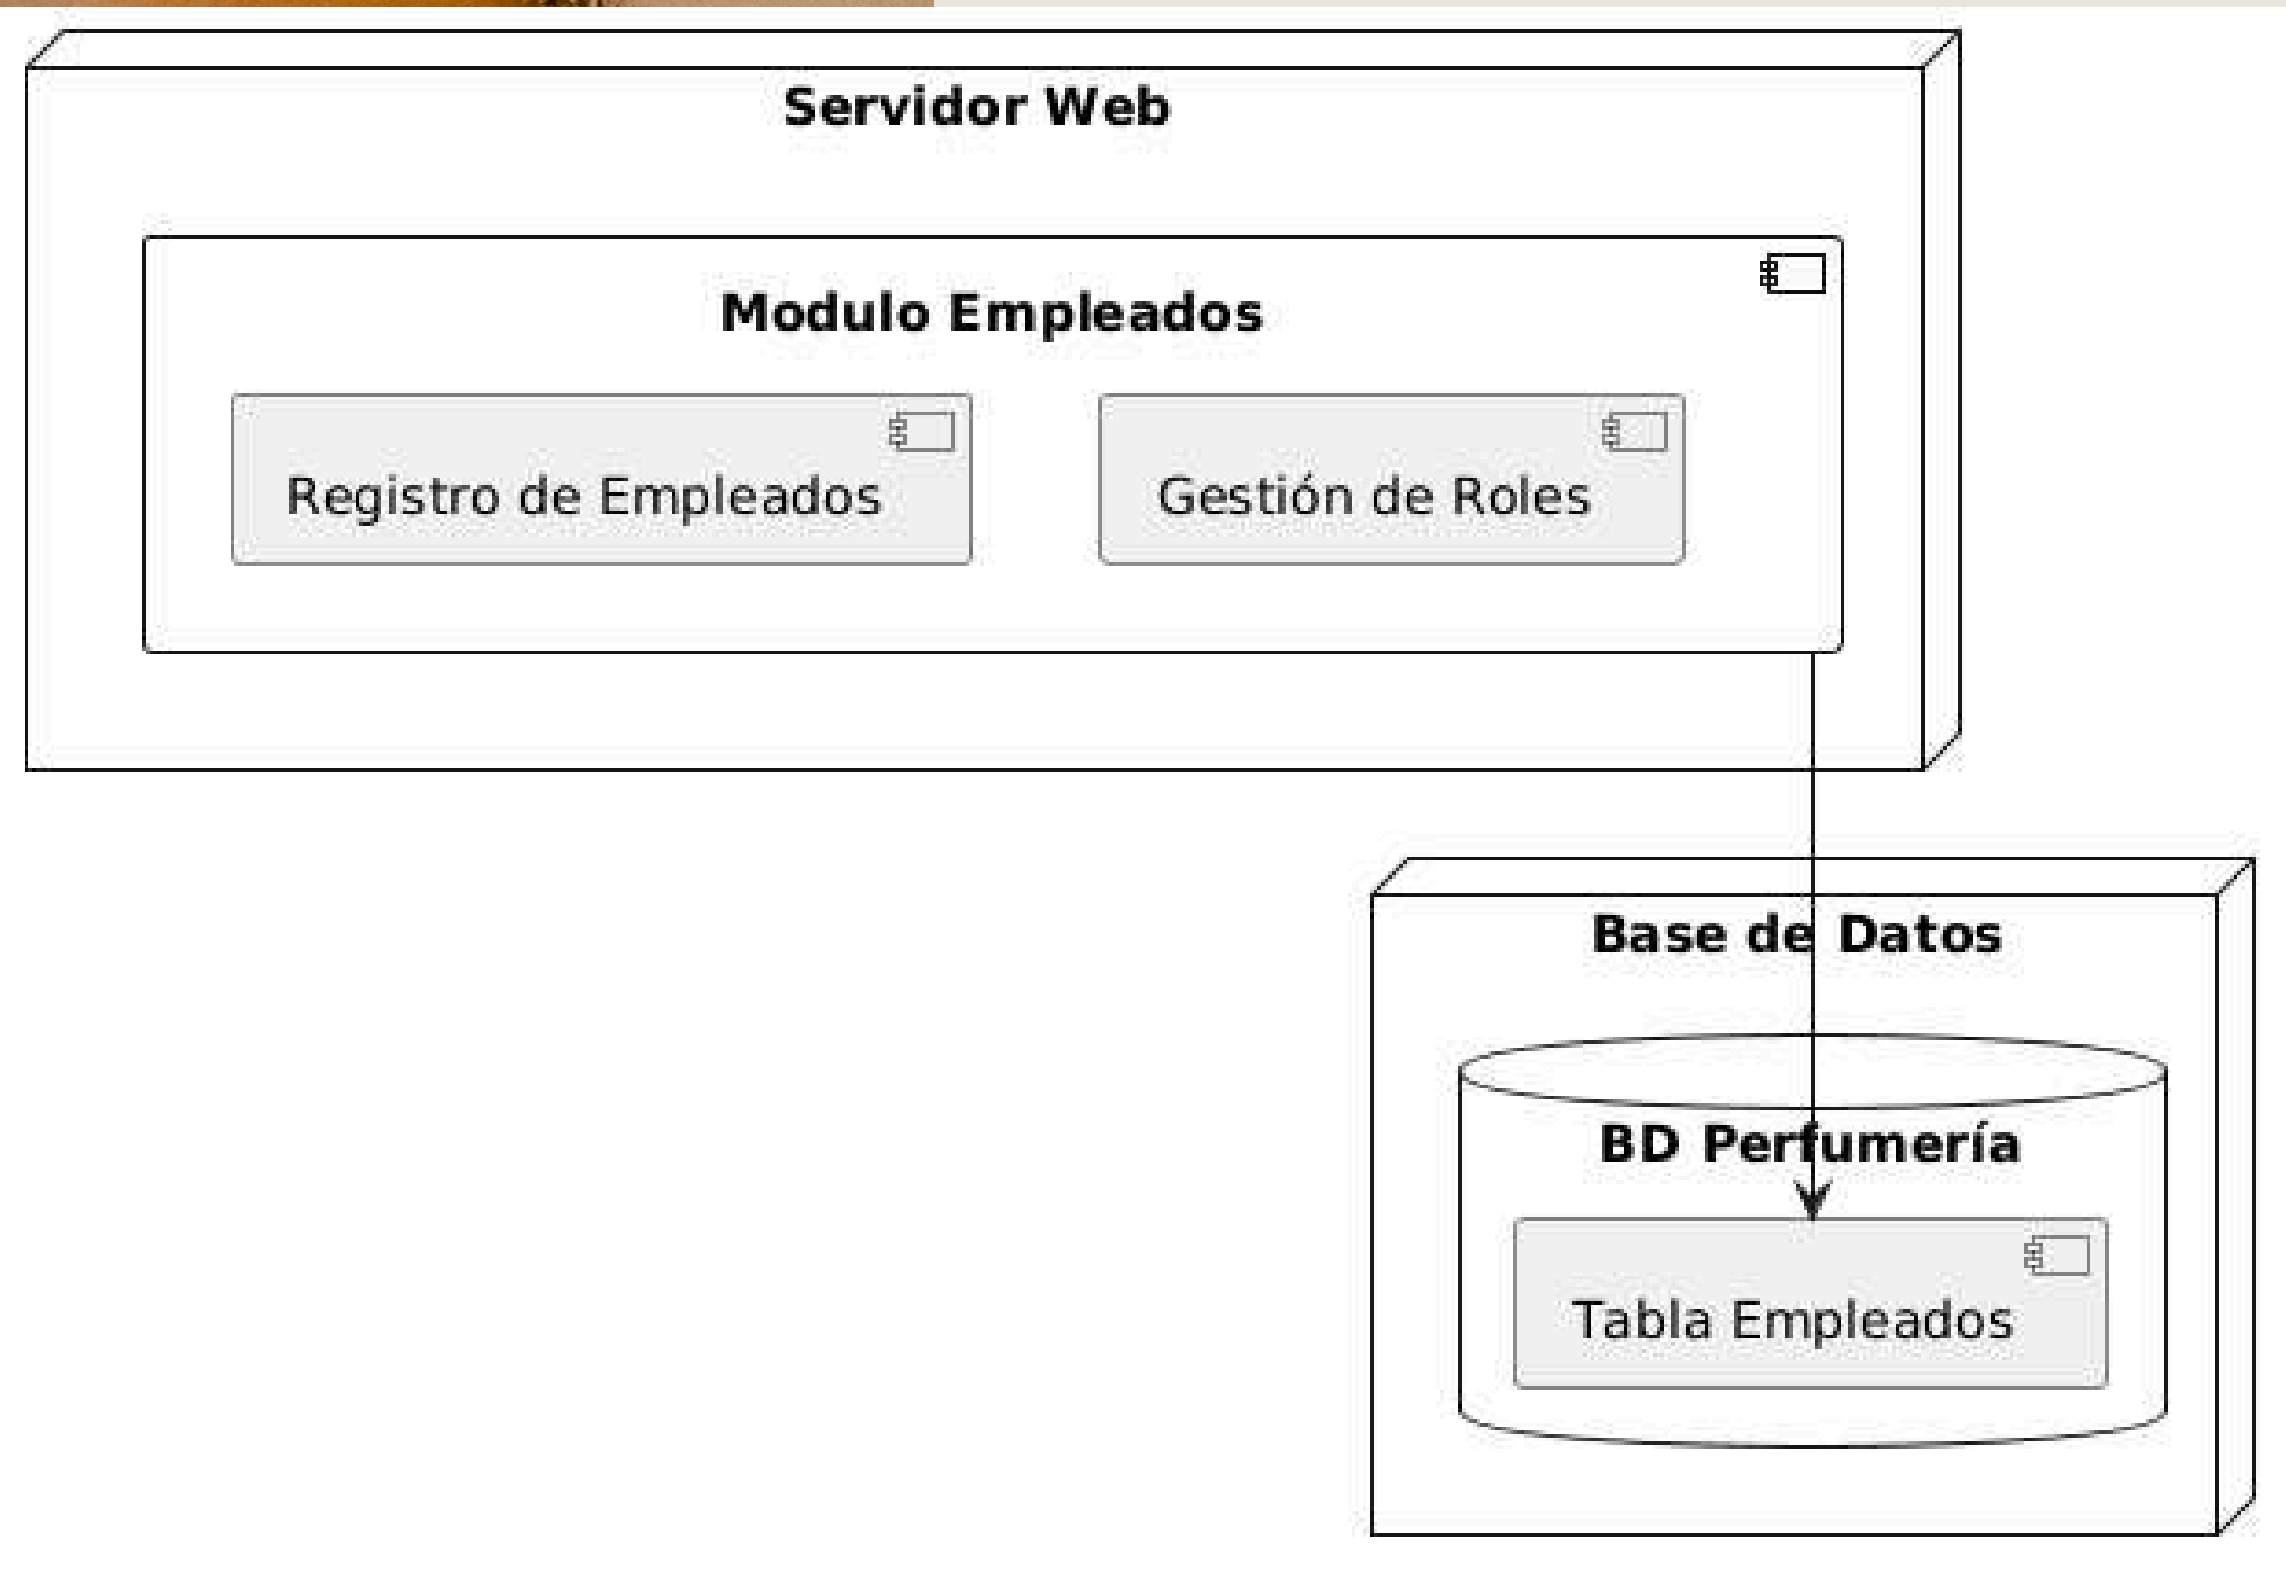 Servidor Web
Modulo Empleados
Registro de Empleados
Gestión de Roles
Base de Datos
BD Perfumería
Tabla Empleados